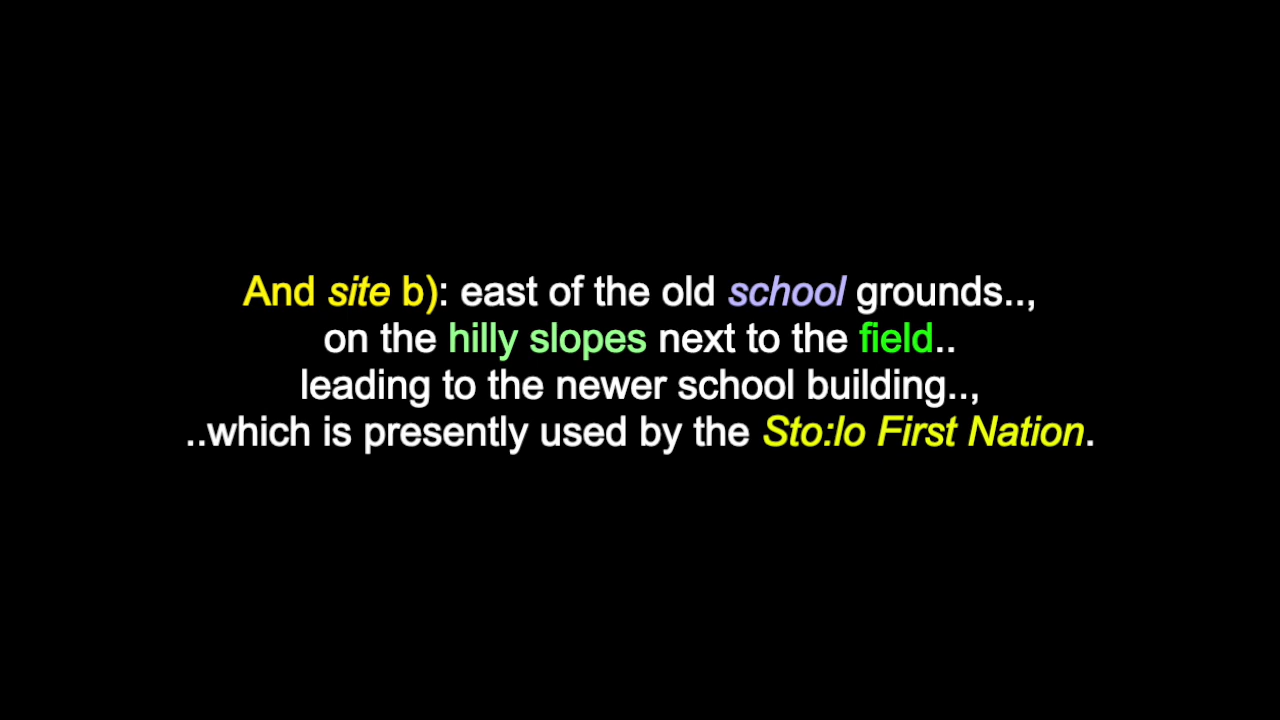 And site b): east of the old school grounds..,
on the hilly slopes next to the field..
leading to the newer school building..,
..which is presently used by the Sto:lo First Nation.